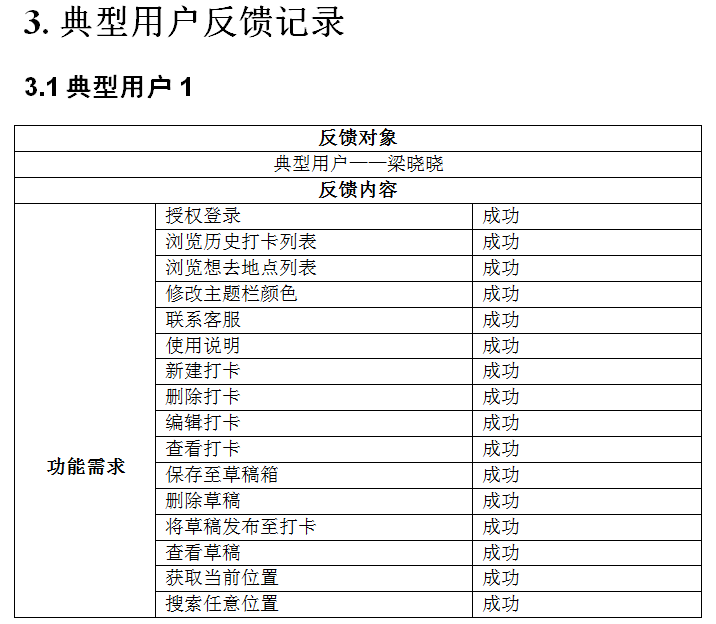 3. 典型用户反馈记录
3.1 典型用户 1
反馈对象
典型用户——梁晓晓
反馈内容
功能需求
授权登录 成功
浏览历史打卡列表 成功
浏览想去地点列表 成功
修改主题栏颜色 成功
联系客服 成功
使用说明 成功
新建打卡 成功
删除打卡 成功
编辑打卡 成功
查看打卡 成功
保存至草稿箱 成功
删除草稿 成功
将草稿发布至打卡 成功
查看草稿 成功
获取当前位置 成功
搜索任意位置 成功